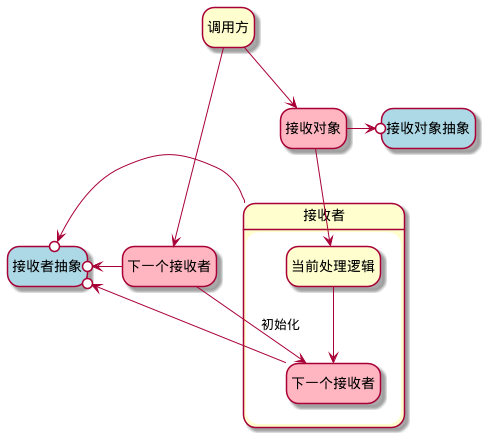 调用方
接收对象
接收对象抽象
接收者
接收者抽象
下一个接收者
当前处理逻辑
初始化
下一个接收者